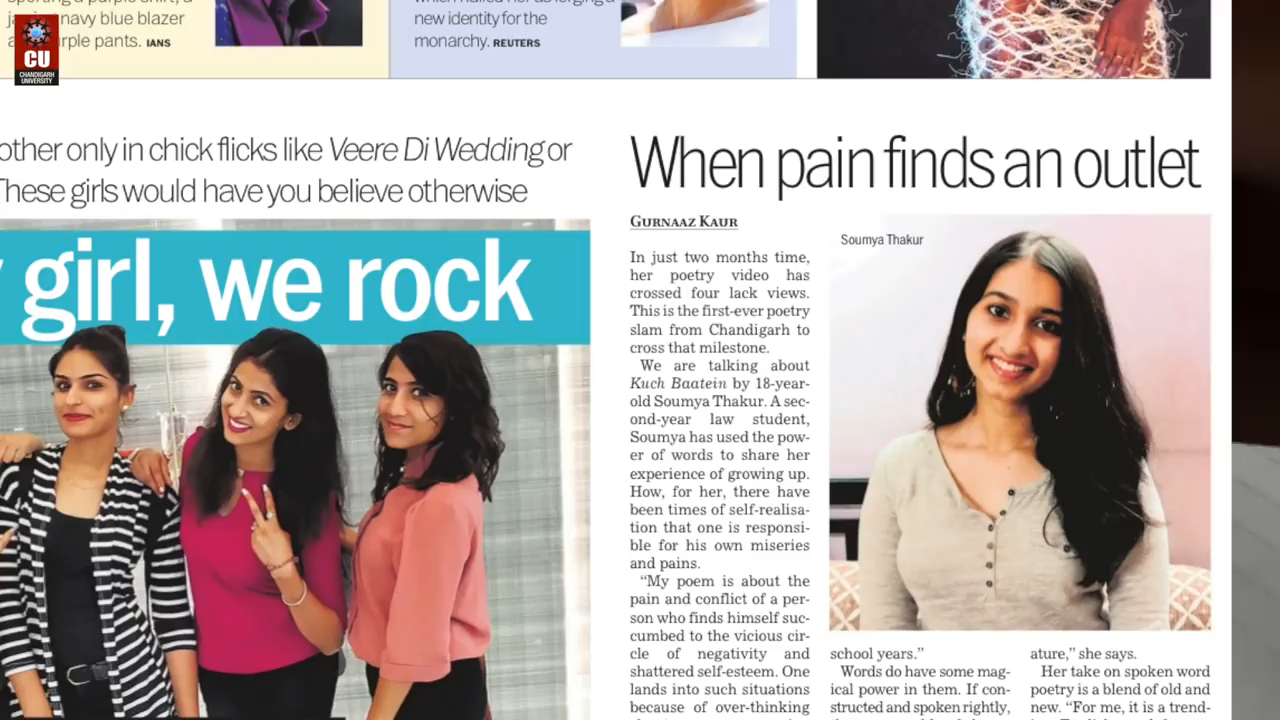 navy blue blazer
purple pants. IANS
new identity for the
monarchy. REUTERS
CU
CHANDIGARH
UNIVERSITY
other only in chick flicks like Veere Di Wedding or
These girls would have you believe otherwise
girl, we rock
When pain finds an outlet
GURNAAZ KAUR
In just two months time,
her poetry video has
crossed four lack views.
This is the first-ever poetry
slam from Chandigarh to
cross that milestone.
We are talking about
Kuch Baatein by 18-year-
old Soumya Thakur. A sec-
ond-year law student,
Soumya has used the pow-
er of words to share her
experience of growing up.
How, for her, there have
been times of self-realisa-
tion that one is responsi-
ble for his own miseries
and pains.
“My poem is about the
pain and conflict of a per-
son who finds himself suc-
cumbed to the vicious cir-
cle of negativity and
shattered self-esteem. One
lands into such situations
because of over-thinking
Soumya Thakur
school years.”
Words do have some mag-
ical power in them. If con-
structed and spoken rightly,
ature,” she says.
Her take on spoken word
poetry is a blend of old and
new. “For me, it is a trend-